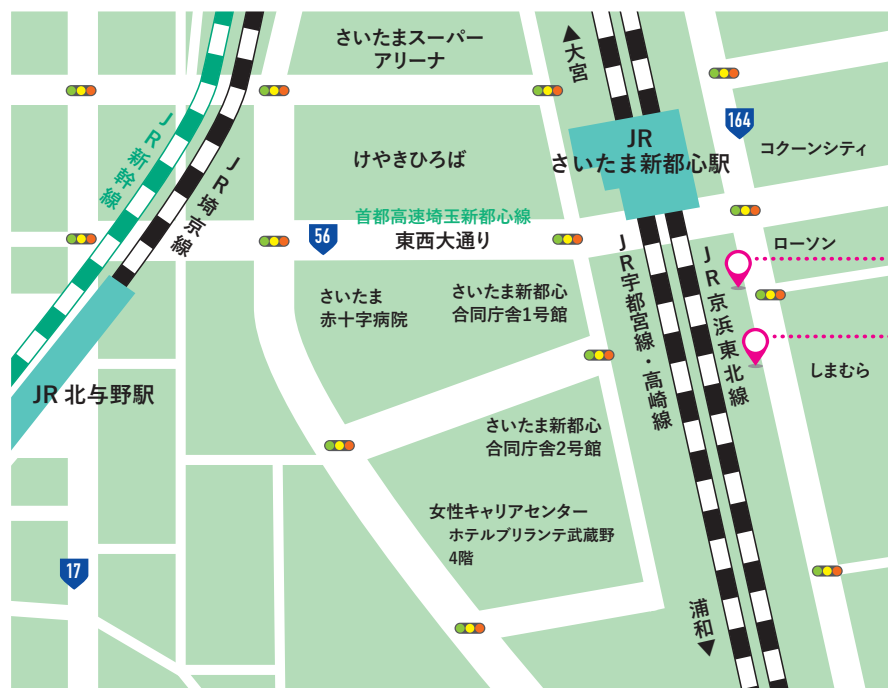 さいたまスーパー
アリーナ
▲大宮
JR新幹線
JR埼京線
けやきひろば
JR
さいたま新都心駅
164
コクーンシティ
首都高速埼玉新都心線
56
東西大通り
ローソン
さいたま
赤十字病院
さいたま新都心
合同庁舎1号館
JR宇都宮線・高崎線
JR京浜東北線
JR 北与野駅
しまむら
さいたま新都心
合同庁舎2号館
女性キャリアセンター
ホテルブリランテ武蔵野
4階
17
浦和▼